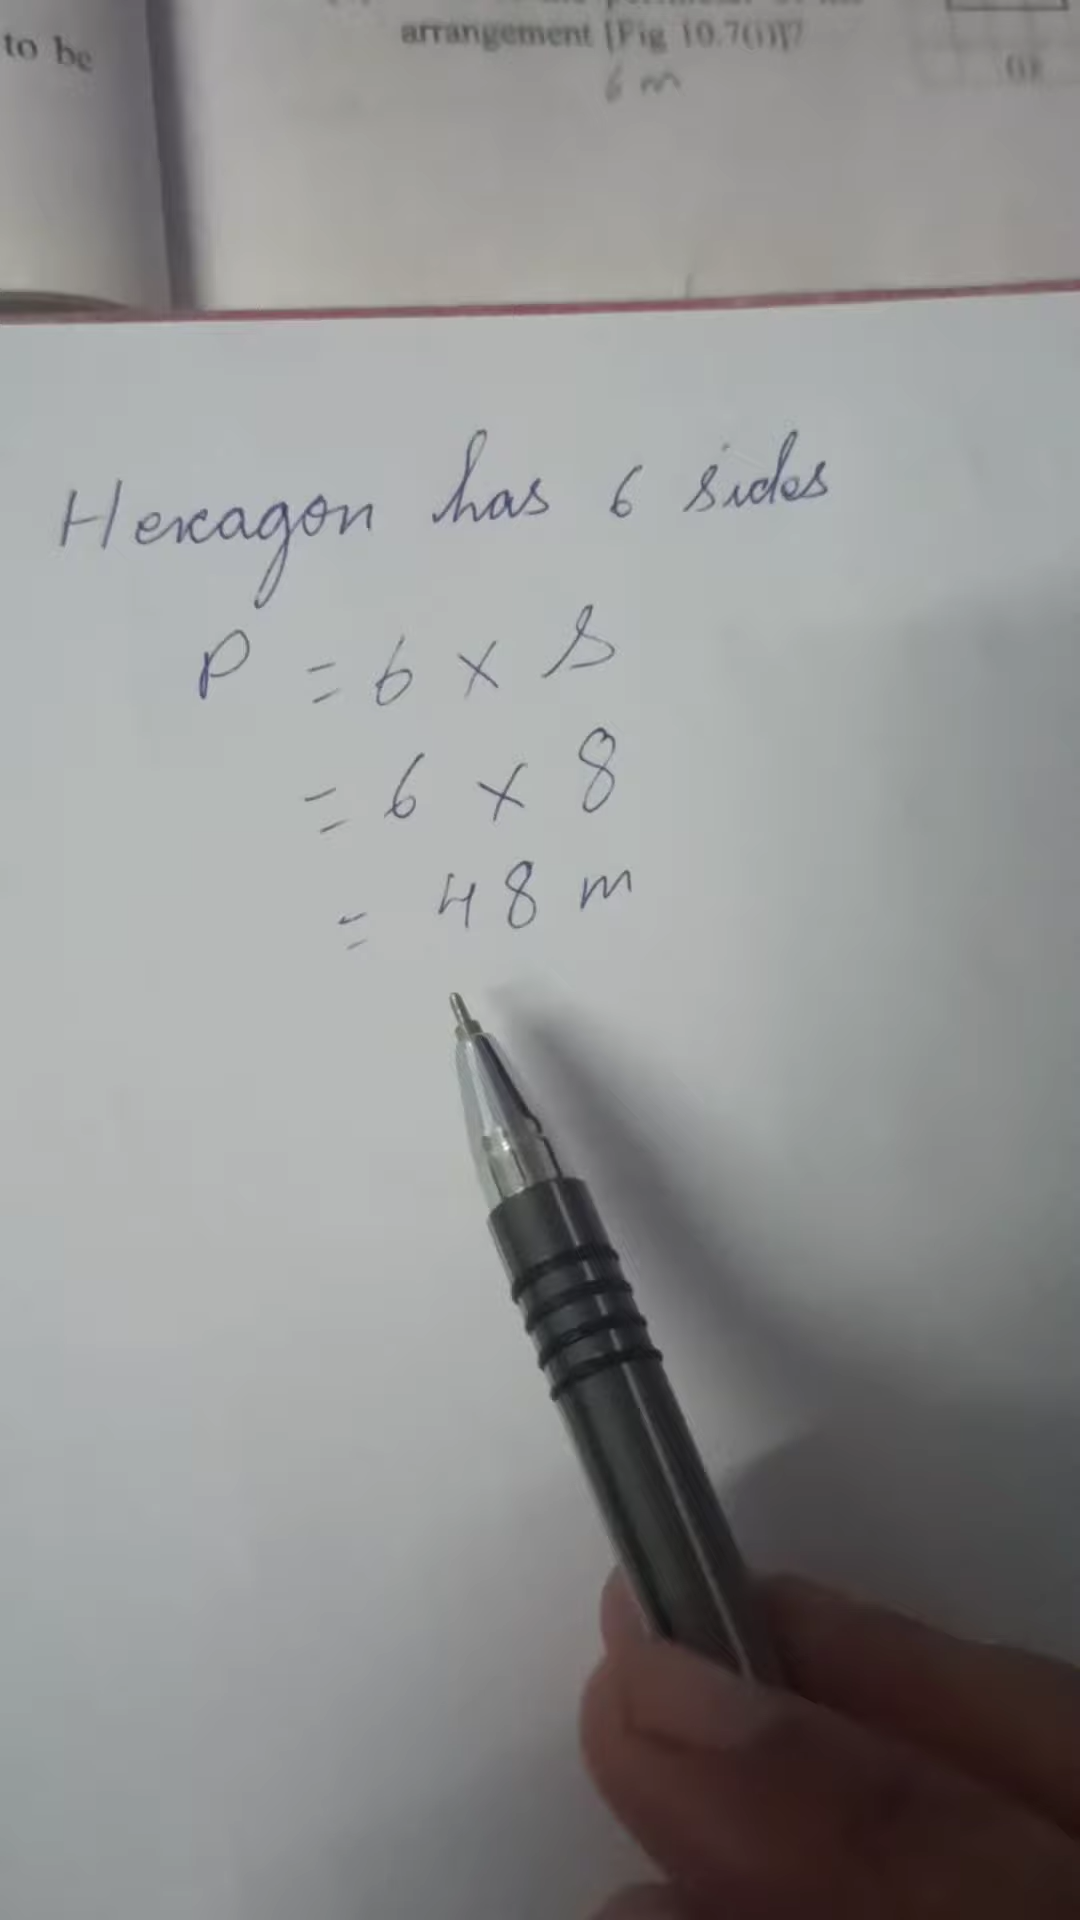 to be
arrangement [Fig 10.7(i)]?
6 m
(i)
Hexagon has 6 sides
P = 6 × s
= 6 × 8
= 48 m